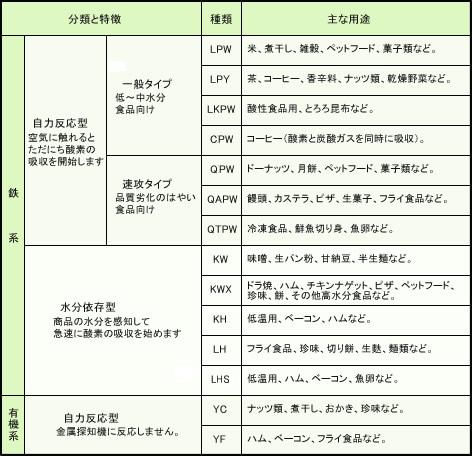 分類と特徴 種類 主な用途
鉄系
自力反応型
空気に触れると
ただにち酸素の
吸収を開始します
一般タイプ
低～中水分
食品向け
LPW 米、煮干し、雑穀、ペットフード、菓子類など。
LPY 茶、コーヒー、香辛料、ナッツ類、乾燥野菜など。
LKPW 酸性食品用、とろろ昆布など。
CPW コーヒー(酸素と炭酸ガスを同時に吸収)。
速攻タイプ
品質劣化のはやい
食品向け
QPW ドーナッツ、月餅、ペットフード、菓子類など。
QAPW 饅頭、カステラ、ピザ、生菓子、フライ食品など。
QTPW 冷凍食品、鮮魚切り身、魚卵など。
水分依存型
商品の水分を感知して
急速に酸素の吸収を始めます
KW 味噌、生パン粉、甘納豆、半生麺など。
KWX ドラ焼、ハム、チキンナゲット、ピザ、ペットフード、
珍味、餅、その他高水分食品など。
KH 低温用、ベーコン、ハムなど。
LH フライ食品、珍味、切り餅、生麩、麺類など。
LHS 低温用、ハム、ベーコン、魚卵など。
有機系
自力反応型
金属探知機に反応しません。
YC ナッツ類、煮干し、おかき、珍味など。
YF ハム、ベーコン、フライ食品など。